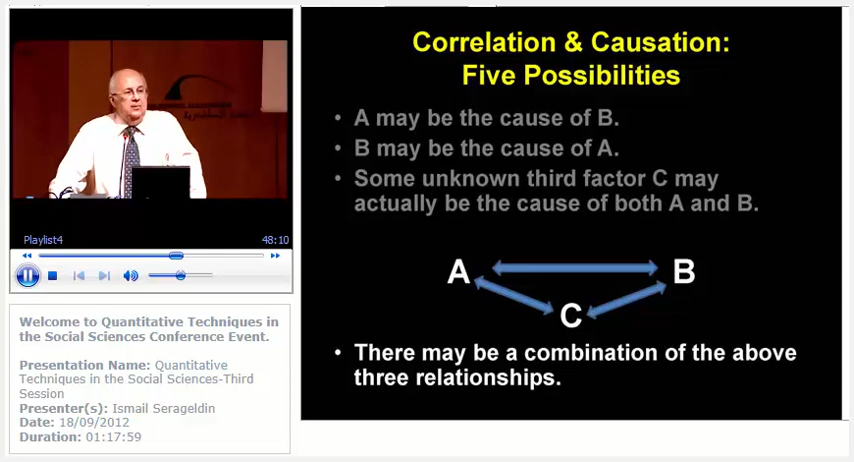 Playlist4
48:10
Welcome to Quantitative Techniques in
the Social Sciences Conference Event.
Presentation Name: Quantitative
Techniques in the Social Sciences-Third
Session
Presenter(s): Ismail Serageldin
Date: 18/09/2012
Duration: 01:17:59
Correlation & Causation:
Five Possibilities
• A may be the cause of B.
• B may be the cause of A.
• Some unknown third factor C may
actually be the cause of both A and B.
A B
C
• There may be a combination of the above
three relationships.